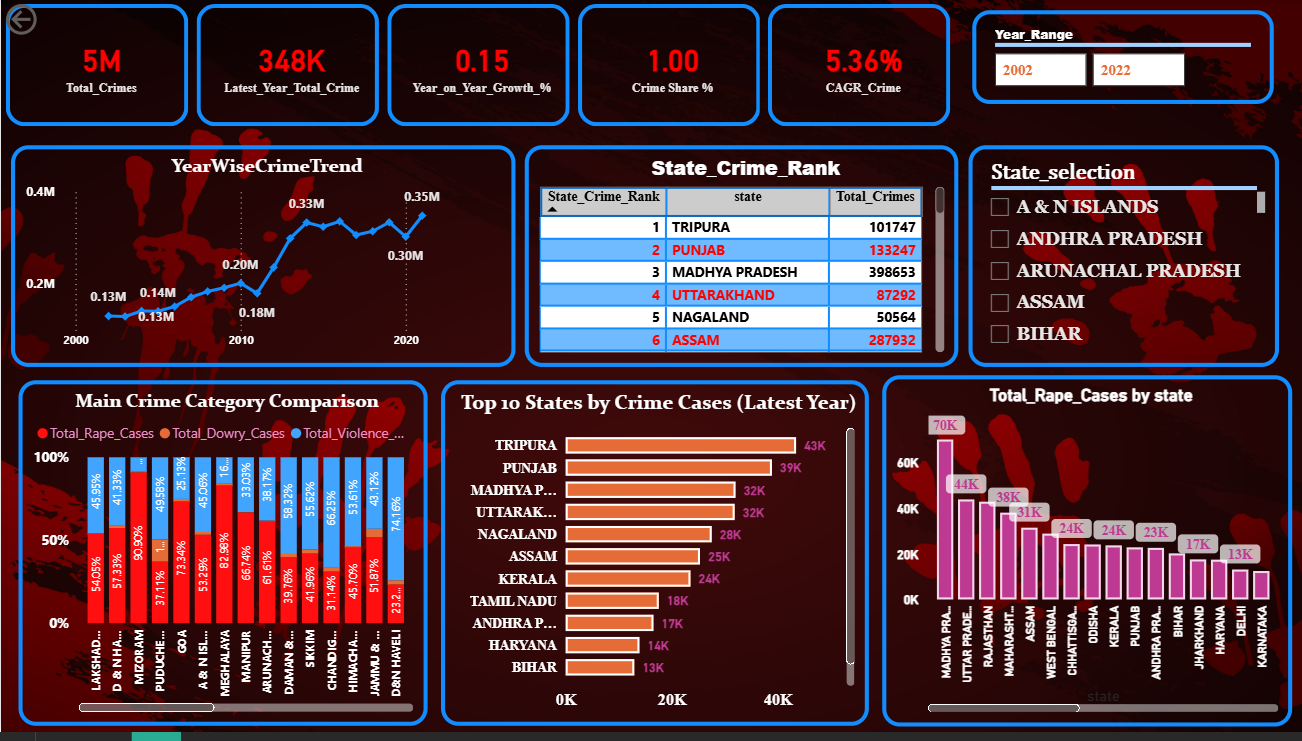 5M
Total_Crimes
348K
Latest_Year_Total_Crime
0.15
Year_on_Year_Growth_%
1.00
Crime Share %
5.36%
CAGR_Crime
Year_Range
2002
2022
YearWiseCrimeTrend
0.4M
0.2M
0.13M
0.14M
0.13M
0.20M
0.18M
0.33M
0.35M
0.30M
2000
2010
2020
State_Crime_Rank
State_Crime_Rank state Total_Crimes
1 TRIPURA 101747
2 PUNJAB 133247
3 MADHYA PRADESH 398653
4 UTTARAKHAND 87292
5 NAGALAND 50564
6 ASSAM 287932
State_selection
A & N ISLANDS
ANDHRA PRADESH
ARUNACHAL PRADESH
ASSAM
BIHAR
Main Crime Category Comparison
Total_Rape_Cases Total_Dowry_Cases Total_Violence_...
100%
50%
0%
45.95%
54.05%
41.33%
57.33%
...
90.90%
49.58%
1...
37.11%
25.13%
73.34%
45.06%
53.29%
16...
82.98%
33.03%
66.74%
38.17%
61.61%
58.32%
39.76%
55.62%
41.96%
66.25%
31.14%
53.61%
45.70%
43.12%
51.87%
74.16%
23.2...
LAKSHAD...
D & N HA...
MIZORAM
PUDUCHE...
GOA
A & N ISL...
MEGHALAYA
MANIPUR
ARUNACH...
DAMAN &...
SIKKIM
CHANDIG...
HIMACHA...
JAMMU & ...
D&N HAVELI
Top 10 States by Crime Cases (Latest Year)
TRIPURA 43K
PUNJAB 39K
MADHYA P... 32K
UTTARAK... 32K
NAGALAND 28K
ASSAM 25K
KERALA 24K
TAMIL NADU 18K
ANDHRA P... 17K
HARYANA 14K
BIHAR 13K
0K 20K 40K
Total_Rape_Cases by state
60K
40K
20K
0K
70K
44K
38K
31K
24K
24K
23K
17K
13K
MADHYA PRA...
UTTAR PRADE...
RAJASTHAN
MAHARASHT...
ASSAM
WEST BENGAL
CHHATTISGA...
ODISHA
KERALA
PUNJAB
ANDHRA PRA...
BIHAR
JHARKHAND
HARYANA
DELHI
KARNATAKA
state